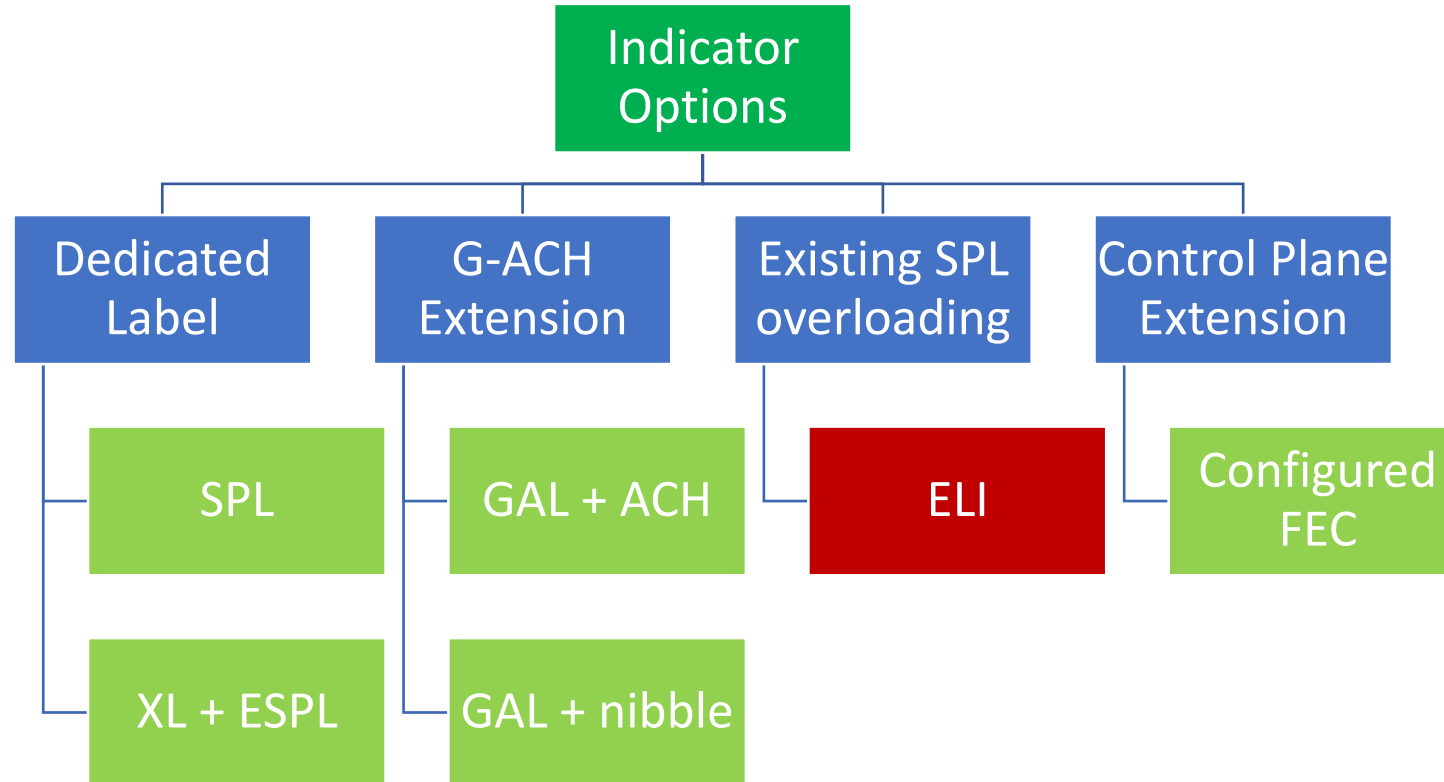 Indicator
Options
Dedicated
Label
G-ACH
Extension
Existing SPL
overloading
Control Plane
Extension
SPL
GAL + ACH
ELI
Configured
FEC
XL + ESPL
GAL + nibble